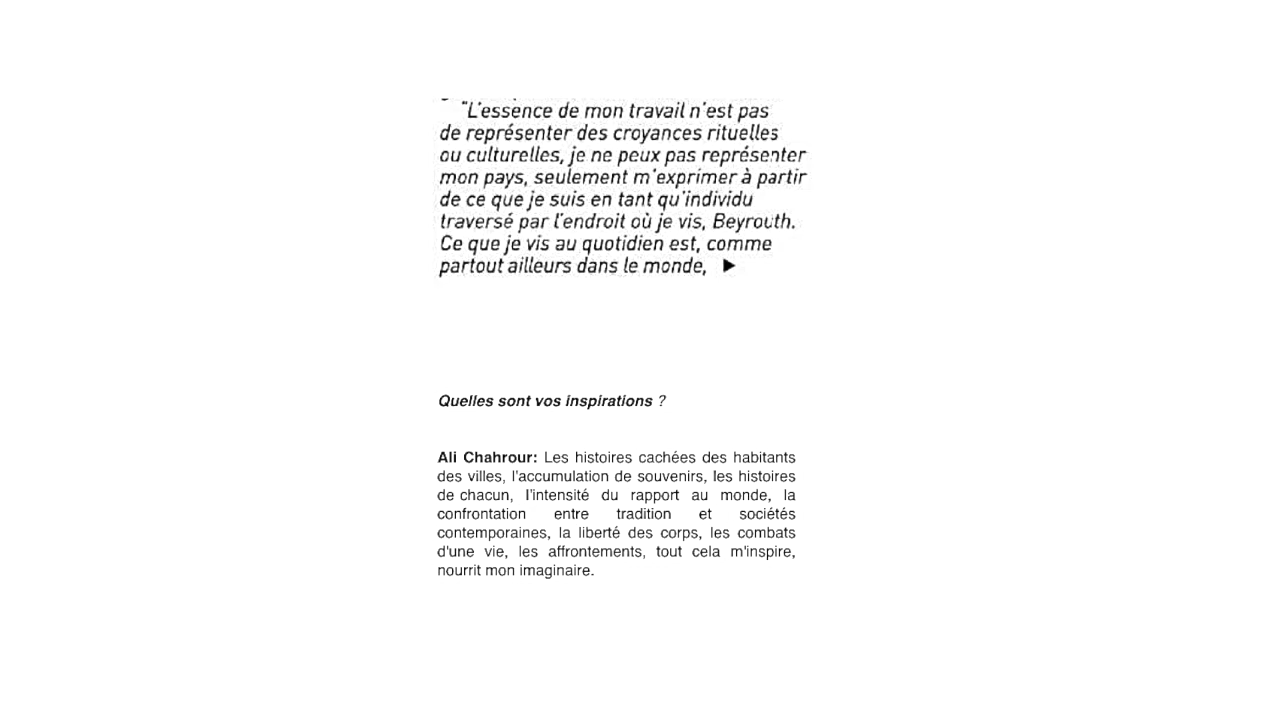 "L'essence de mon travail n'est pas
de représenter des croyances rituelles
ou culturelles, je ne peux pas représenter
mon pays, seulement m'exprimer à partir
de ce que je suis en tant qu'individu
traversé par l'endroit où je vis, Beyrouth.
Ce que je vis au quotidien est, comme
partout ailleurs dans le monde, ▶
Quelles sont vos inspirations ?
Ali Chahrour: Les histoires cachées des habitants
des villes, l'accumulation de souvenirs, les histoires
de chacun, l'intensité du rapport au monde, la
confrontation entre tradition et sociétés
contemporaines, la liberté des corps, les combats
d'une vie, les affrontements, tout cela m'inspire,
nourrit mon imaginaire.